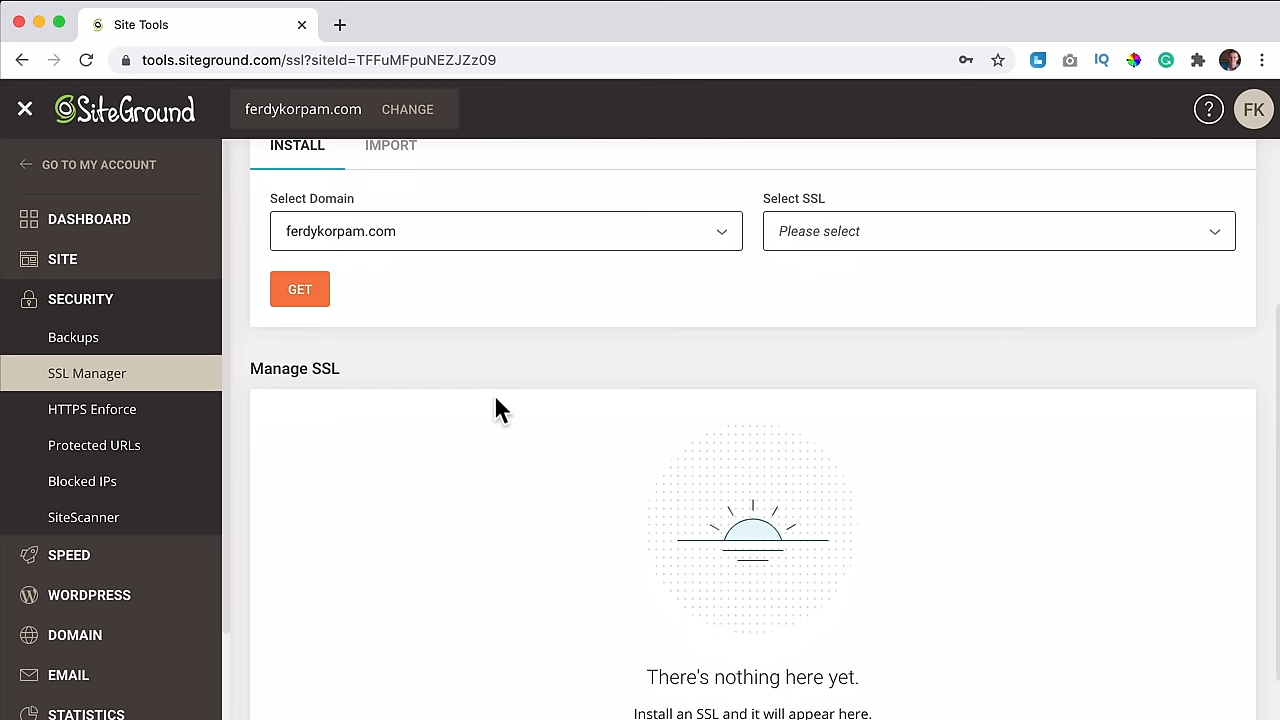 Site Tools
tools.siteground.com/ssl?siteId=TFFuMFpuNEZJZz09
IQ
SiteGround
ferdykorpam.com CHANGE
?
FK
GO TO MY ACCOUNT
DASHBOARD
SITE
SECURITY
Backups
SSL Manager
HTTPS Enforce
Protected URLs
Blocked IPs
SiteScanner
SPEED
WORDPRESS
DOMAIN
EMAIL
STATISTICS
INSTALL IMPORT
Select Domain
ferdykorpam.com
Select SSL
Please select
GET
Manage SSL
There's nothing here yet.
Install an SSL and it will appear here.